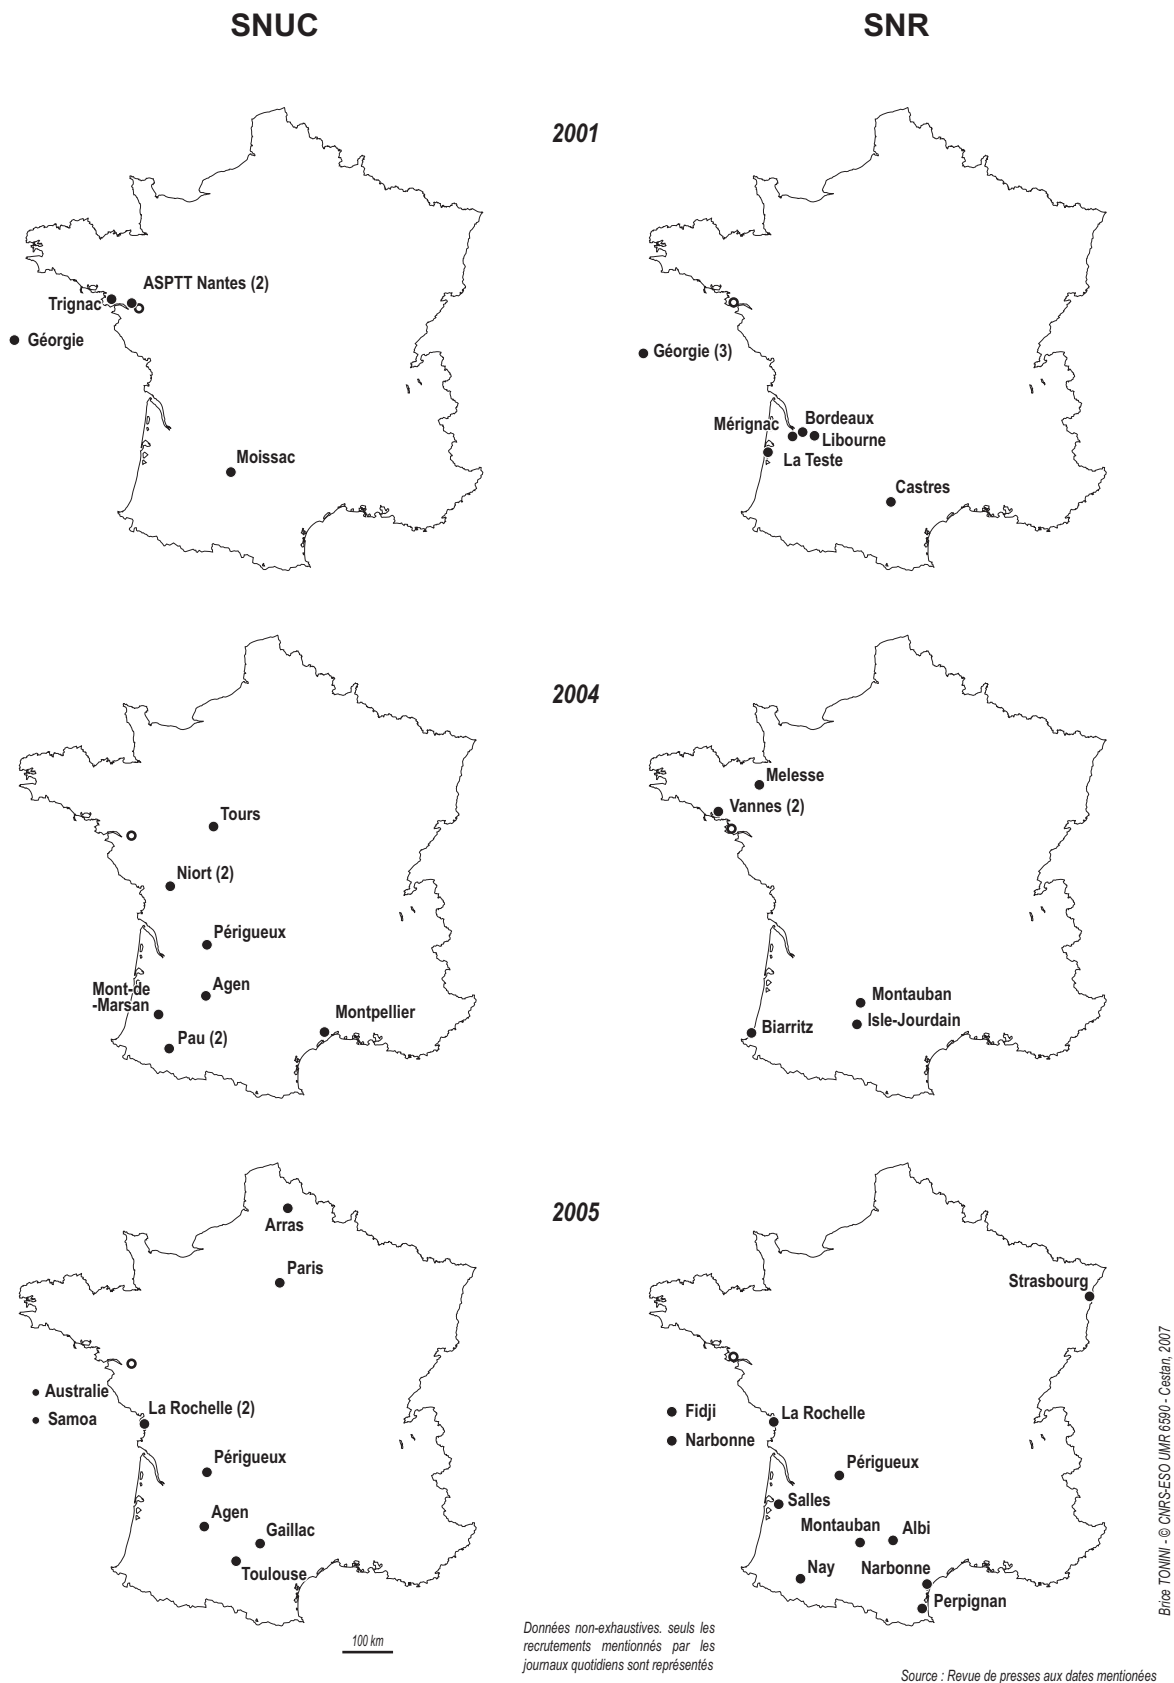 SNUC
SNR
2001
ASPTT Nantes (2)
Trignac
Géorgie
Moissac
Géorgie (3)
Mérignac
Bordeaux
Libourne
La Teste
Castres
2004
Tours
Niort (2)
Périgueux
Agen
Mont-de
-Marsan
Pau (2)
Montpellier
Melesse
Vannes (2)
Montauban
Isle-Jourdain
Biarritz
2005
Arras
Paris
Australie
Samoa
La Rochelle (2)
Périgueux
Agen
Gaillac
Toulouse
Strasbourg
Fidji
Narbonne
La Rochelle
Périgueux
Salles
Montauban
Albi
Nay
Narbonne
Perpignan
100 km
Données non-exhaustives. seuls les
recrutements mentionnés par les
journaux quotidiens sont représentés
Source : Revue de presses aux dates mentionées
Brice TONINI - © CNRS-ESO UMR 6590 - Cestan, 2007